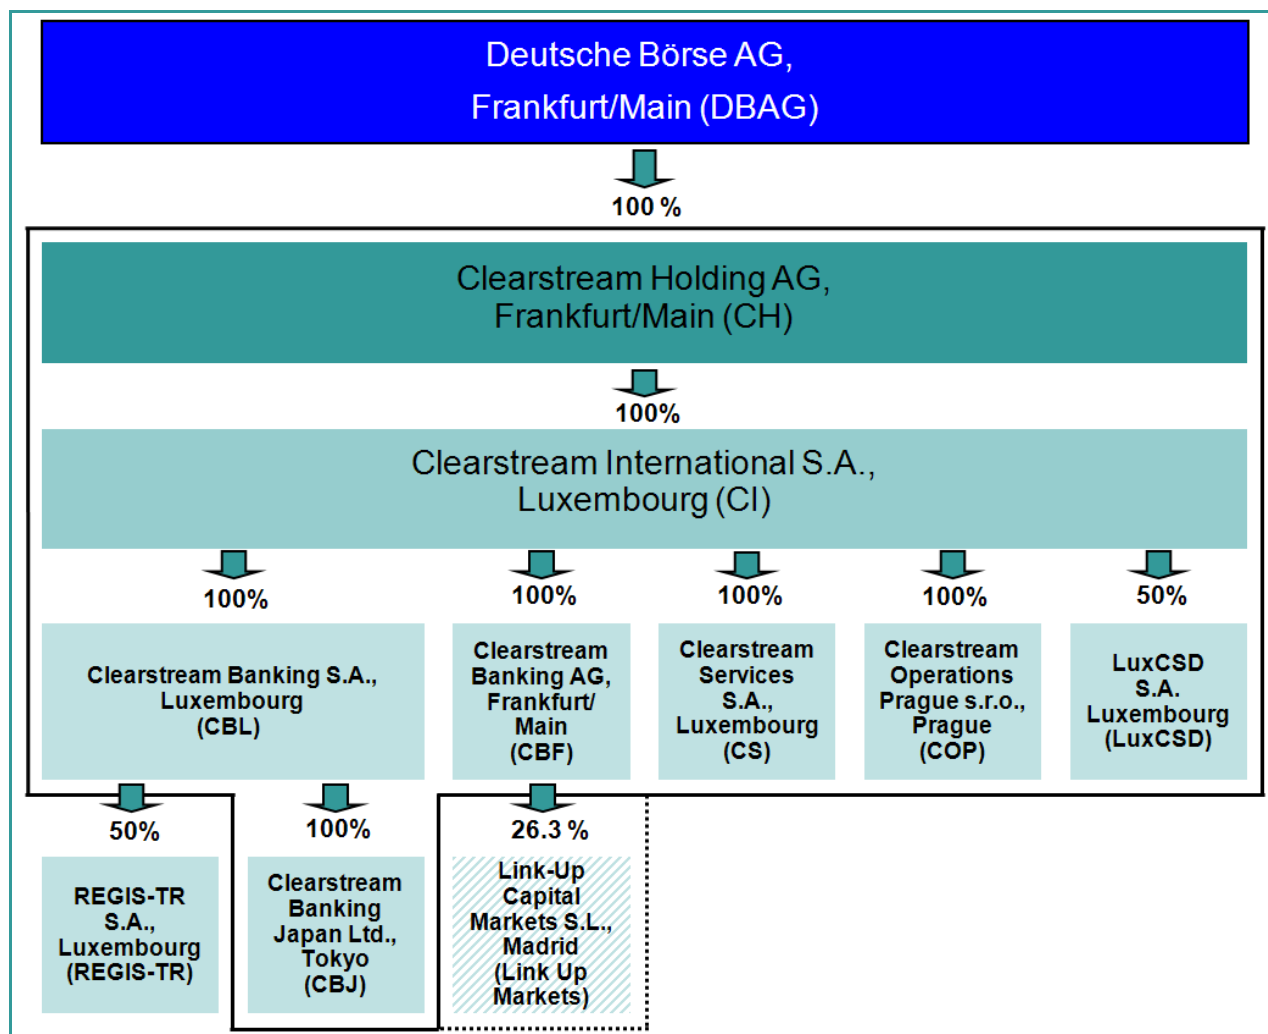 Deutsche Börse AG,
Frankfurt/Main (DBAG)
100 %
Clearstream Holding AG,
Frankfurt/Main (CH)
100%
Clearstream International S.A.,
Luxembourg (CI)
100%
100%
100%
100%
50%
Clearstream Banking S.A.,
Luxembourg
(CBL)
Clearstream
Banking AG,
Frankfurt/
Main
(CBF)
Clearstream
Services
S.A.,
Luxembourg
(CS)
Clearstream
Operations
Prague s.r.o.,
Prague
(COP)
LuxCSD
S.A.
Luxembourg
(LuxCSD)
50%
100%
26.3 %
REGIS-TR
S.A.,
Luxembourg
(REGIS-TR)
Clearstream
Banking
Japan Ltd.,
Tokyo
(CBJ)
Link-Up
Capital
Markets S.L.,
Madrid
(Link Up
Markets)